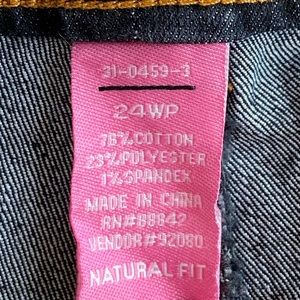 31-0459-3
24WP
76%COTTON
23%POLYESTER
1%SPANDEX
MADE IN CHINA
RN#88842
VENDOR#92080
NATURAL FIT